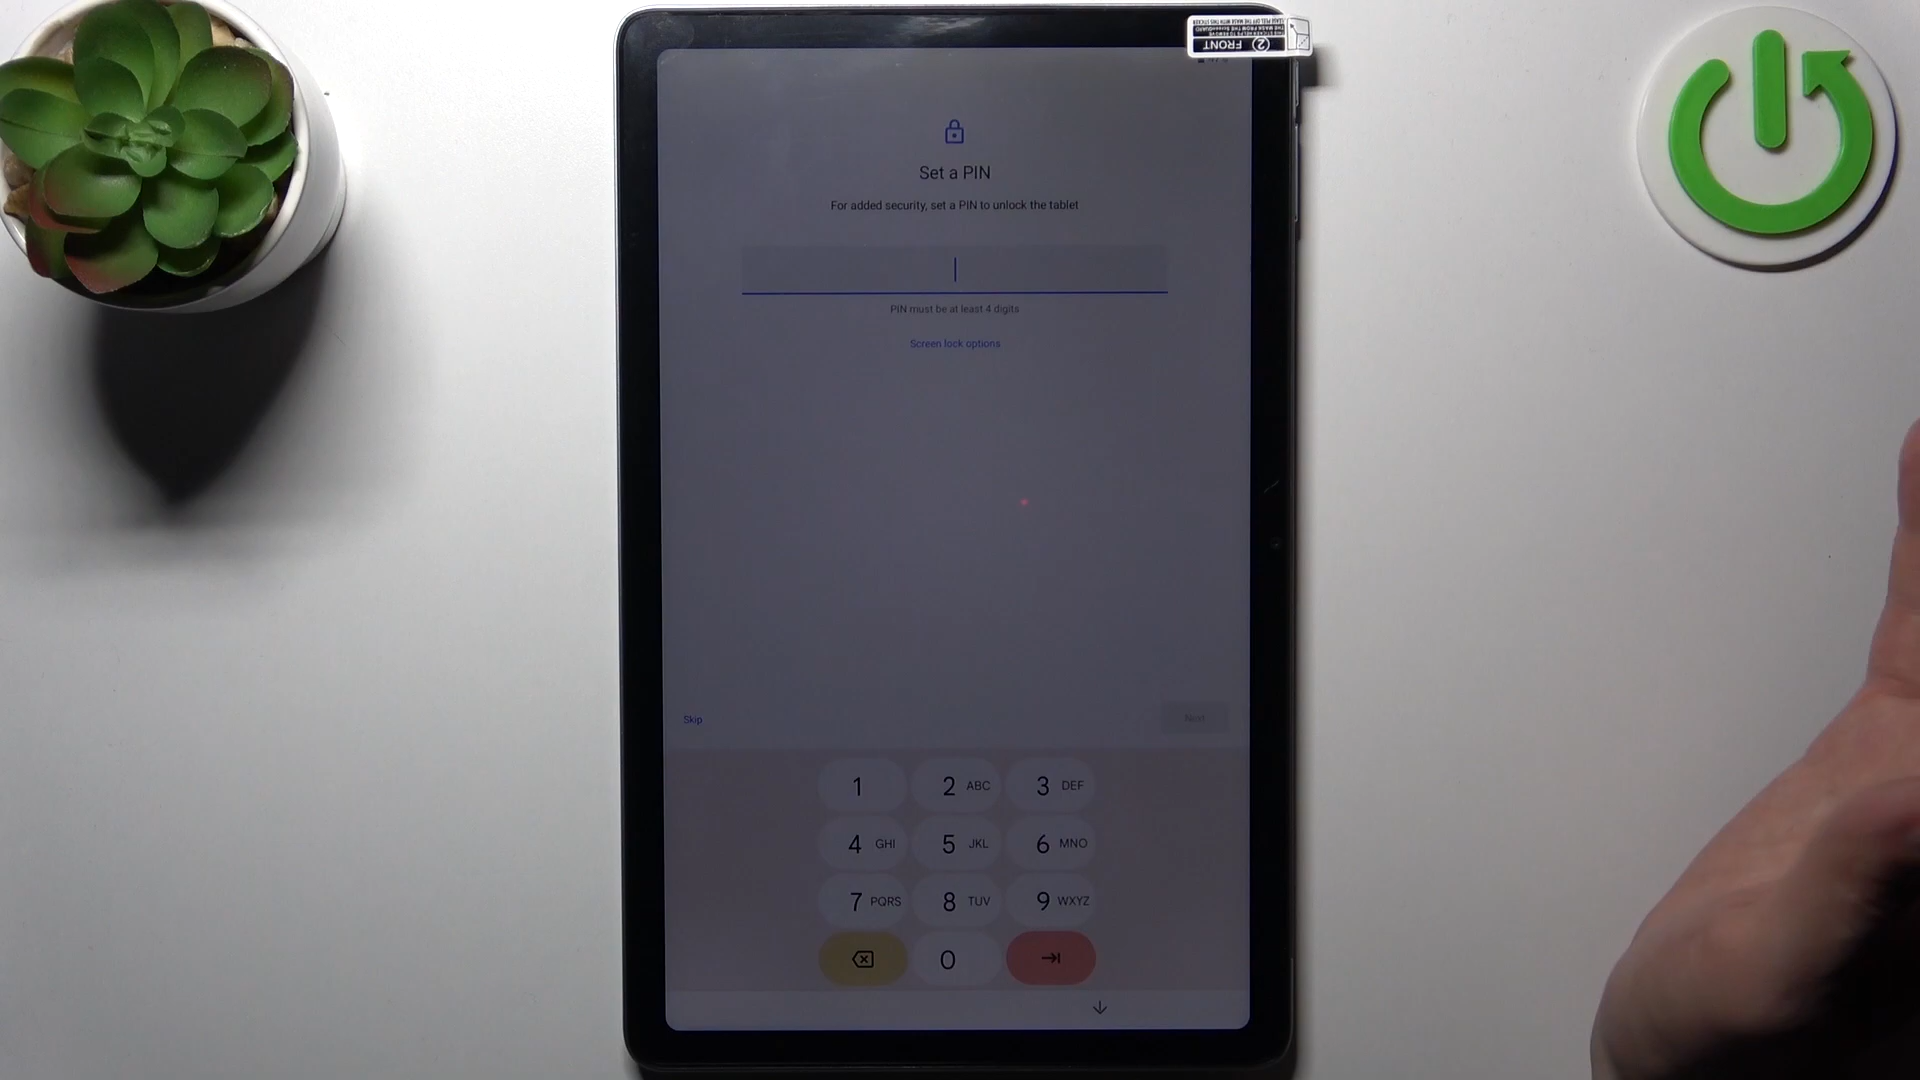 FRONT 2
Set a PIN
For added security, set a PIN to unlock the tablet
PIN must be at least 4 digits
Screen lock options
Skip
Next
1
2 ABC
3 DEF
4 GHI
5 JKL
6 MNO
7 PQRS
8 TUV
9 WXYZ
0